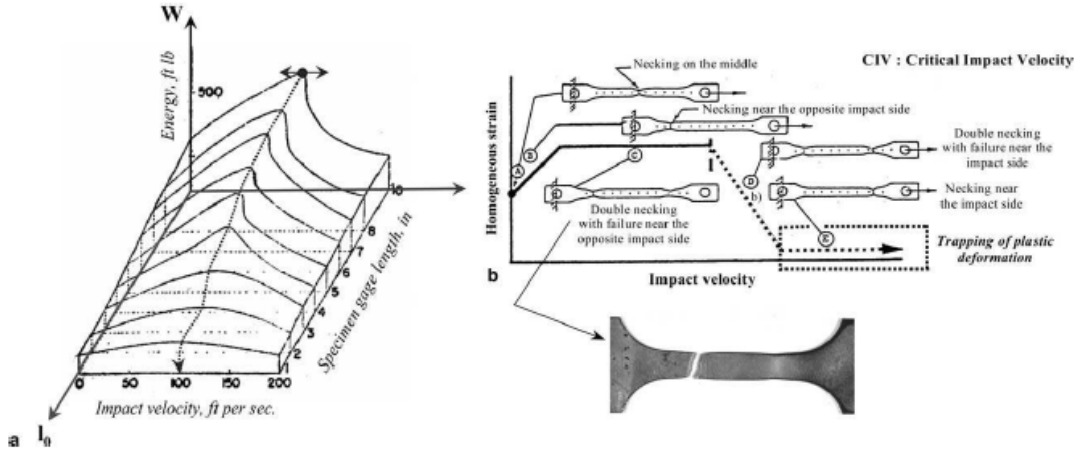 W
Energy, ft lb
500
10
8
7
6
5
4
3
2
Specimen gage length, in
0
50
100
150
200
Impact velocity, ft per sec.
a
l₀
CIV : Critical Impact Velocity
Necking on the middle
Necking near the opposite impact side
Double necking
with failure near the
impact side
Homogeneous strain
A
B
C
D
b)
Necking near
the impact side
Double necking
with failure near the
opposite impact side
E
Trapping of plastic
deformation
b
Impact velocity